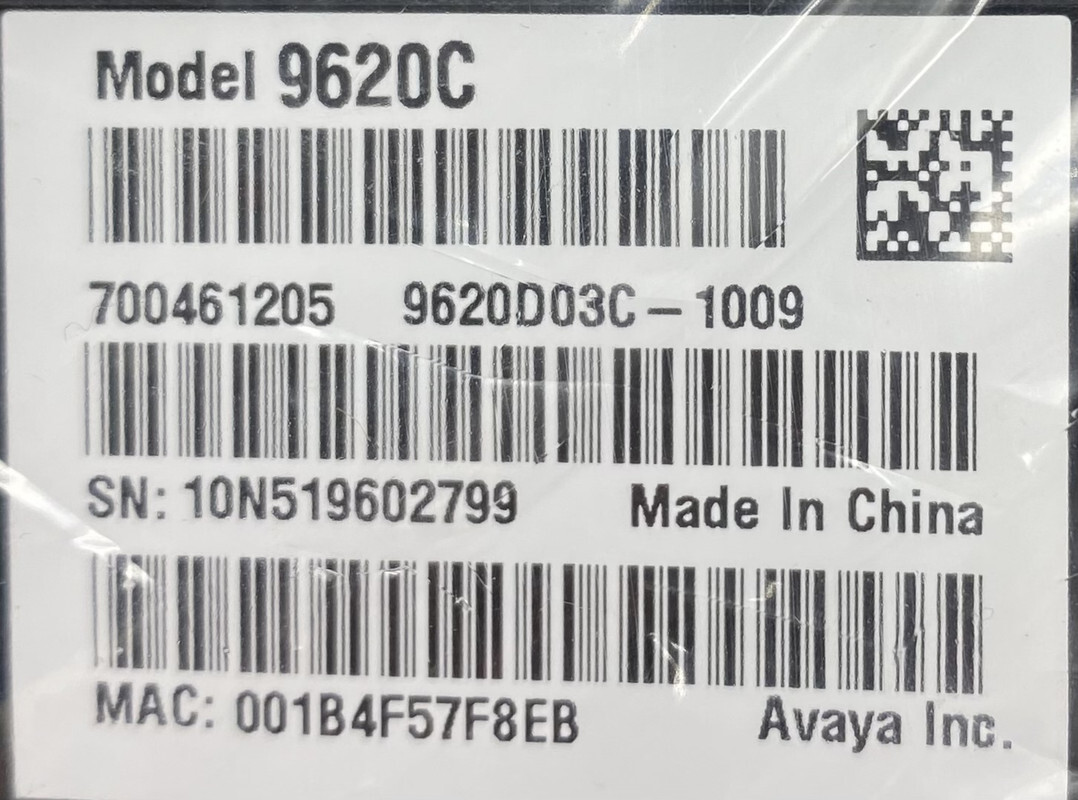 Model 9620C
700461205 9620D03C-1009
SN: 10N519602799 Made In China
MAC: 001B4F57F8EB Avaya Inc.